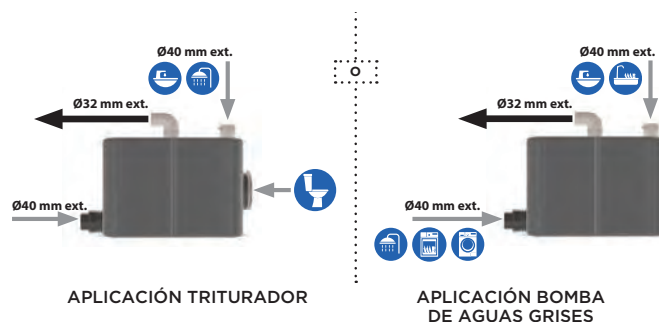 Ø40 mm ext.
Ø32 mm ext.
Ø40 mm ext.
APLICACIÓN TRITURADOR
O
Ø40 mm ext.
Ø32 mm ext.
Ø40 mm ext.
APLICACIÓN BOMBA
DE AGUAS GRISES